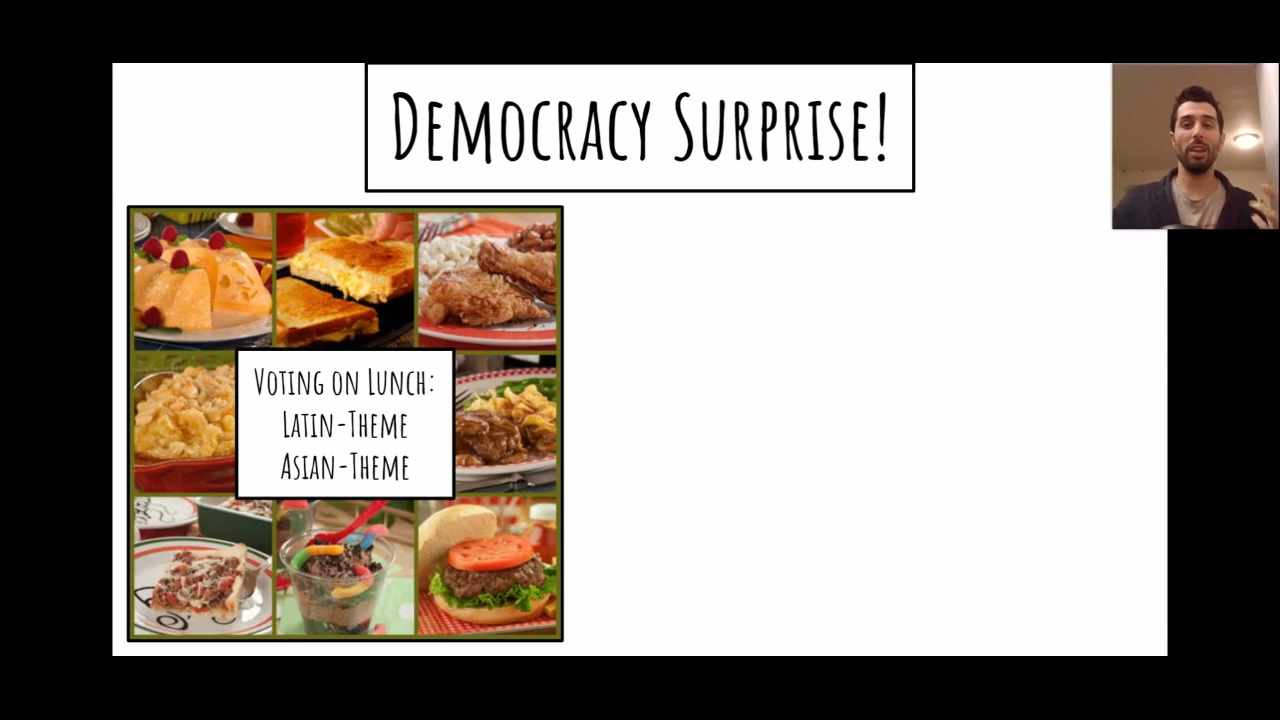 Democracy Surprise!
Voting on Lunch:
Latin-Theme
Asian-Theme